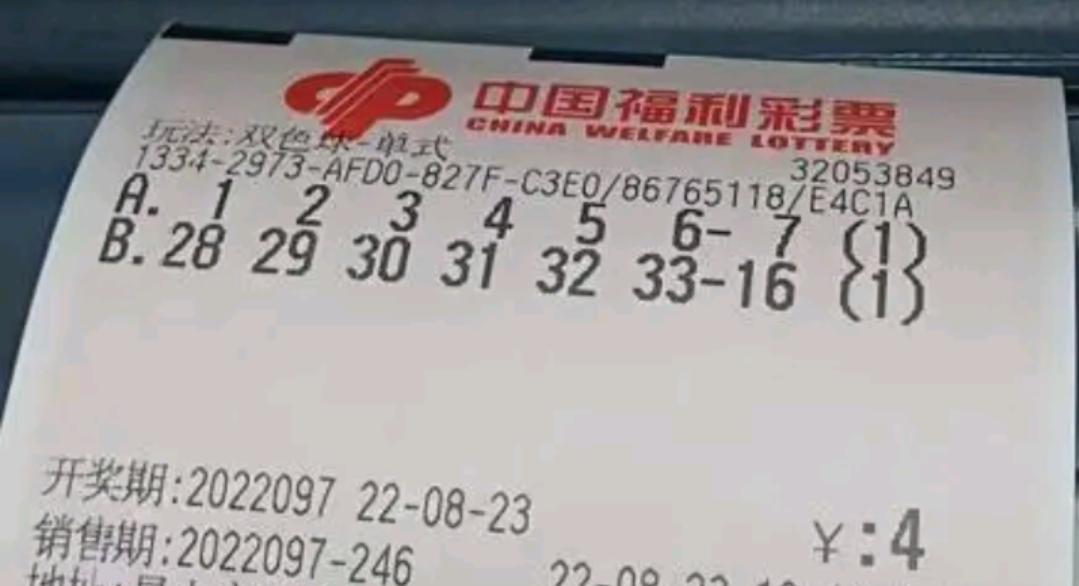 中国福利彩票
CHINA WELFARE LOTTERY
玩法:双色球-单式
32053849
1334-2973-AFD0-827F-C3E0/86765118/E4C1A
A. 1 2 3 4 5 6- 7 (1)
B. 28 29 30 31 32 33-16 (1)
开奖期:2022097 22-08-23
¥:4
销售期:2022097-246
地址: